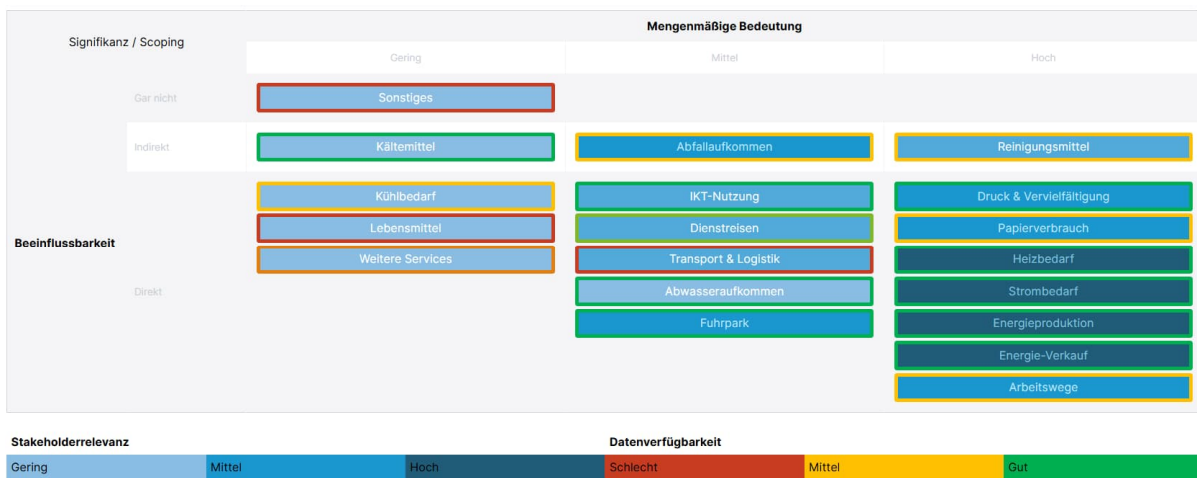 Signifikanz / Scoping
Mengenmäßige Bedeutung
Gering Mittel Hoch
Gar nicht Sonstiges
Indirekt Kältemittel Abfallaufkommen Reinigungsmittel
Kühlbedarf IKT-Nutzung Druck & Vervielfältigung
Lebensmittel Dienstreisen Papierverbrauch
Beeinflussbarkeit
Weitere Services Transport & Logistik Heizbedarf
Direkt Abwasseraufkommen Strombedarf
Fuhrpark Energieproduktion
Energie-Verkauf
Arbeitswege
Stakeholderrelevanz Datenverfügbarkeit
Gering Mittel Hoch Schlecht Mittel Gut